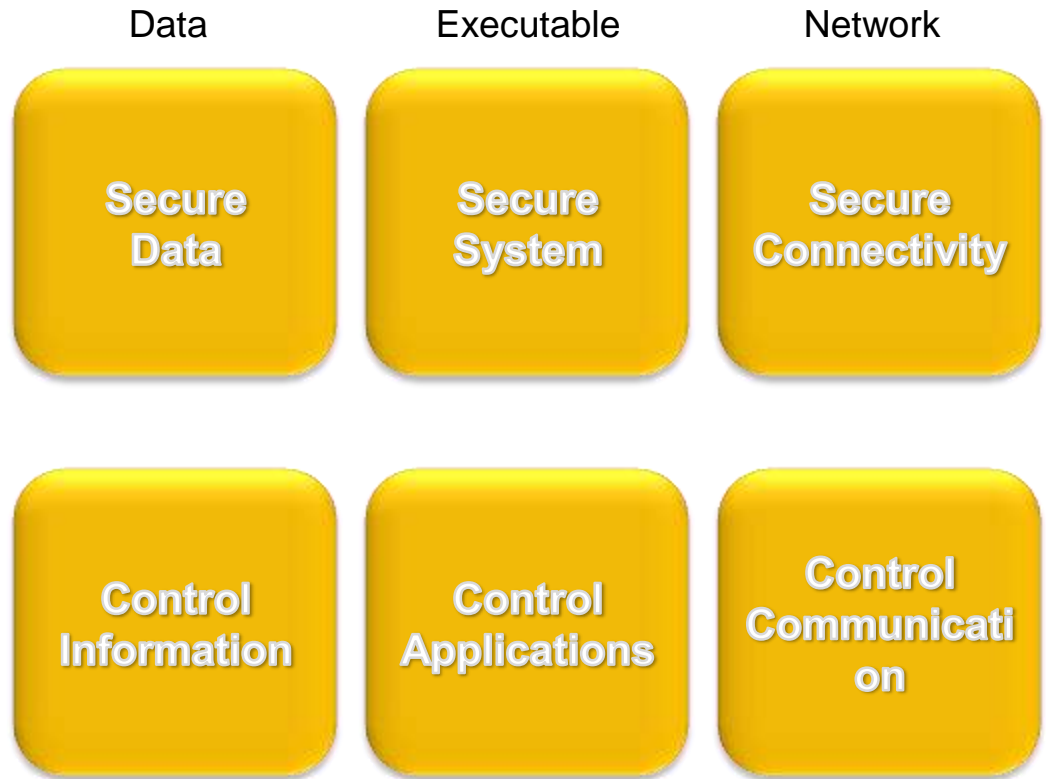 Data
Executable
Network
Secure
Data
Secure
System
Secure
Connectivity
Control
Information
Control
Applications
Control
Communicati
on